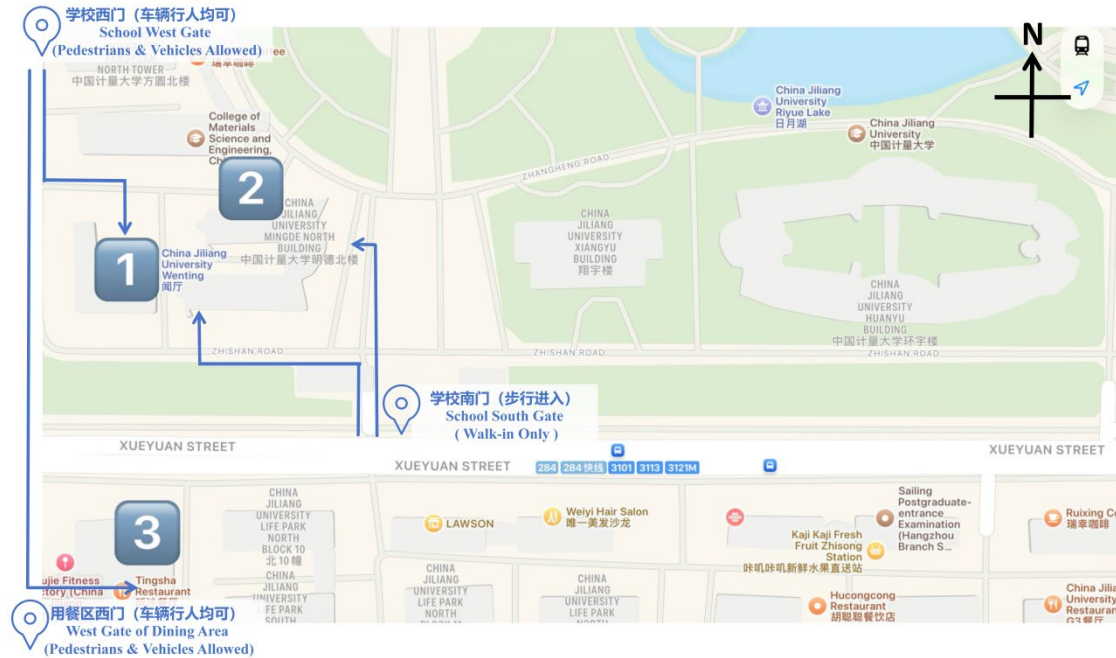 学校西门（车辆行人均可）
School West Gate
(Pedestrians & Vehicles Allowed)
瑞幸咖啡
NORTH TOWER
中国计量大学方圆北楼
N
College of
Materials
Science and
Engineering,
China Jiliang
University
Riyue Lake
日月湖
China Jiliang
University
中国计量大学
ZHANGHENG ROAD
2
CHINA
JILIANG
UNIVERSITY
MINGDE NORTH
BUILDING
中国计量大学明德北楼
CHINA
JILIANG
UNIVERSITY
XIANGYU
BUILDING
翔宇楼
1
China Jiliang
University
Wenting
闻厅
CHINA
JILIANG
UNIVERSITY
HUANYU
BUILDING
中国计量大学环宇楼
ZHISHAN ROAD
ZHISHAN ROAD
ZHISHAN ROAD
学校南门（步行进入）
School South Gate
( Walk-in Only )
XUEYUAN STREET
XUEYUAN STREET
XUEYUAN STREET
284 284快线 3101 3113 3121M
3
CHINA
JILIANG
UNIVERSITY
LIFE PARK
NORTH
BLOCK 10
北10幢
LAWSON
Weiyi Hair Salon
唯一美发沙龙
Sailing
Postgraduate-
entrance
Examination
(Hangzhou
Branch S...
Ruixing Co
瑞幸咖啡
Kaji Kaji Fresh
Fruit Zhisong
Station
咔叽咔叽新鲜水果直送站
ujie Fitness
ctory (China
Tingsha
Restaurant
CHINA
JILIANG
UNIVERSITY
LIFE PARK
SOUTH
CHINA
JILIANG
UNIVERSITY
LIFE PARK
NORTH
CHINA
JILIANG
UNIVERSITY
LIFE PARK
NORTH
Hucongcong
Restaurant
胡聪聪餐饮店
China Jil
University
Restauran
G3餐厅
用餐区西门（车辆行人均可）
West Gate of Dining Area
(Pedestrians & Vehicles Allowed)